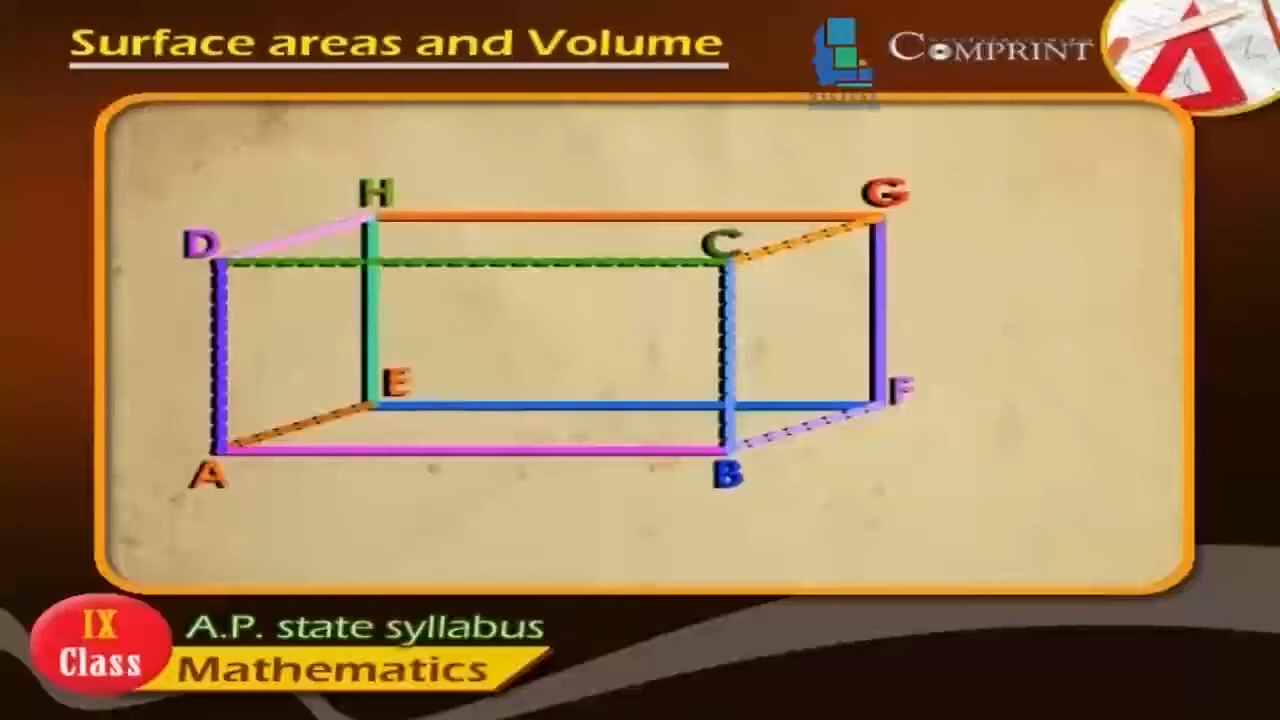 Surface areas and Volume
COMPRINT
H
G
D
C
E
F
A
B
IX
Class
A.P. state syllabus
Mathematics